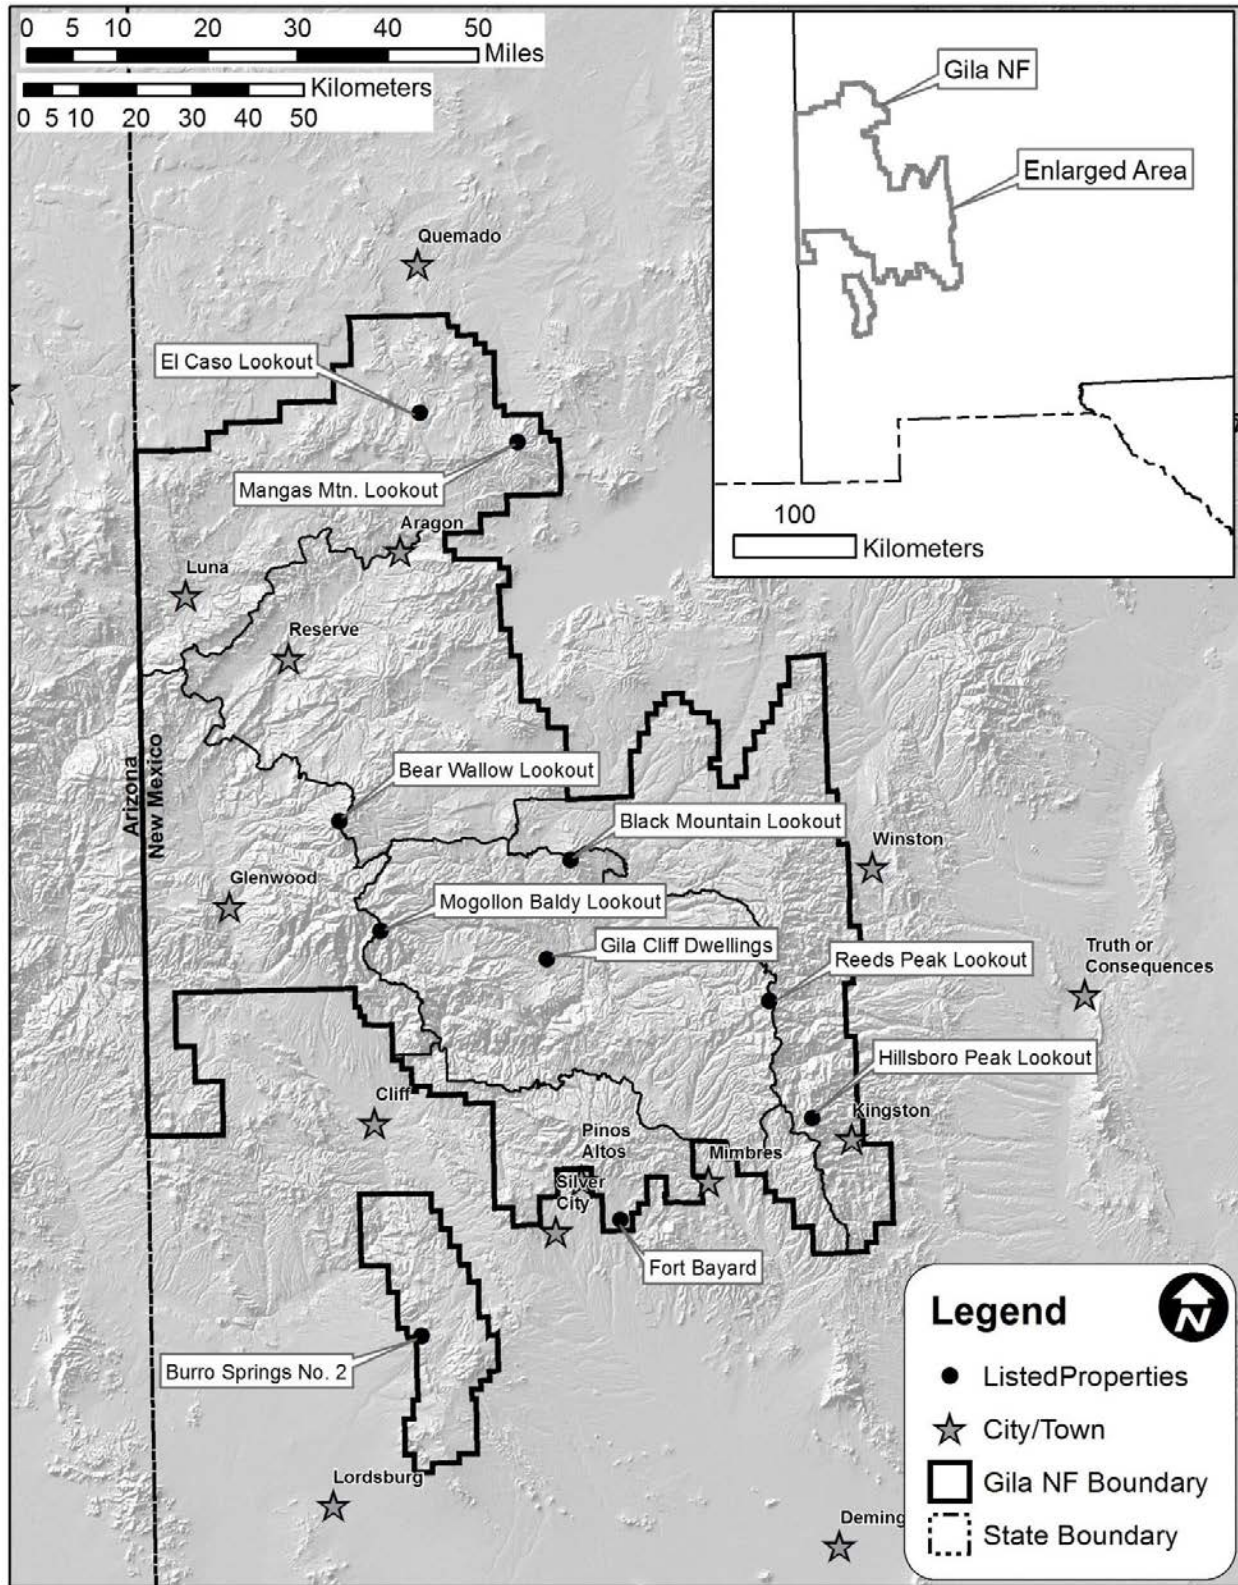 0 5 10 20 30 40 50
Miles
Kilometers
0 5 10 20 30 40 50
Gila NF
Enlarged Area
100
Kilometers
Quemado
El Caso Lookout
Mangas Mtn. Lookout
Aragon
Luna
Reserve
Arizona
New Mexico
Bear Wallow Lookout
Black Mountain Lookout
Winston
Glenwood
Mogollon Baldy Lookout
Gila Cliff Dwellings
Reeds Peak Lookout
Truth or
Consequences
Hillsboro Peak Lookout
Cliff
Kingston
Pinos
Altos
Mimbres
Silver
City
Fort Bayard
Burro Springs No. 2
Lordsburg
Deming
Legend
N
ListedProperties
City/Town
Gila NF Boundary
State Boundary